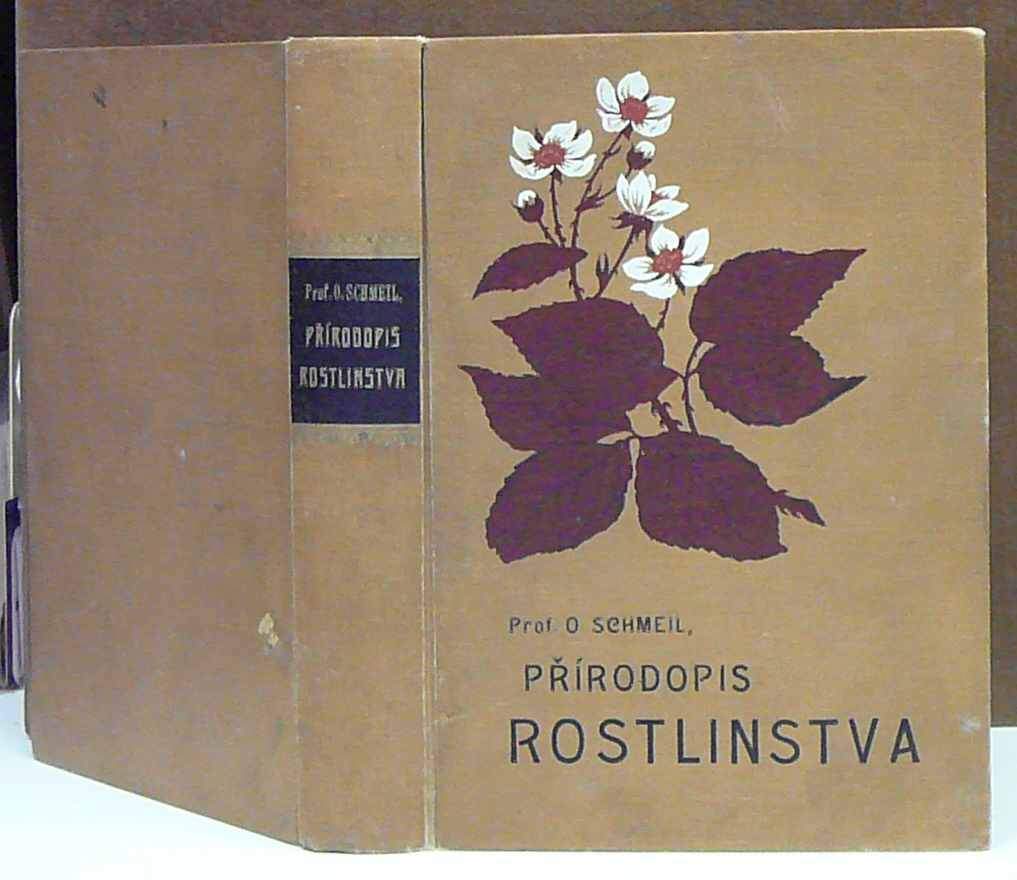 Prof. O. SCHMEIL,
PŘÍRODOPIS
ROSTLINSTVA
Prof. O SCHMEIL,
PŘÍRODOPIS
ROSTLINSTVA